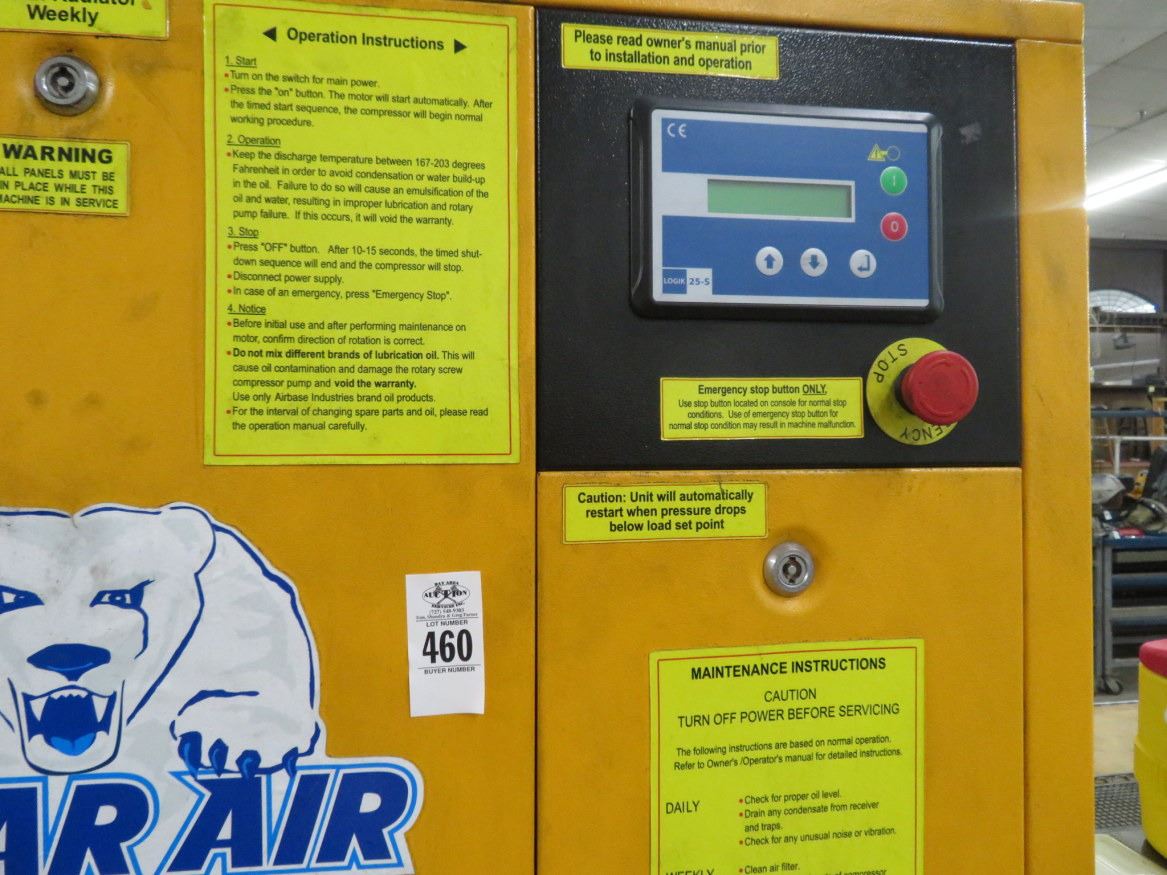 Radiator
Weekly
WARNING
ALL PANELS MUST BE
IN PLACE WHILE THIS
MACHINE IS IN SERVICE
Operation Instructions
1. Start
Turn on the switch for main power.
Press the "on" button. The motor will start automatically. After
the timed start sequence, the compressor will begin normal
working procedure.
2. Operation
Keep the discharge temperature between 167-203 degrees
Fahrenheit in order to avoid condensation or water build-up
in the oil. Failure to do so will cause an emulsification of the
oil and water, resulting in improper lubrication and rotary
pump failure. If this occurs, it will void the warranty.
3. Stop
Press "OFF" button. After 10-15 seconds, the timed shut-
down sequence will end and the compressor will stop.
Disconnect power supply.
In case of an emergency, press "Emergency Stop".
4. Notice
Before initial use and after performing maintenance on
motor, confirm direction of rotation is correct.
Do not mix different brands of lubrication oil. This will
cause oil contamination and damage the rotary screw
compressor pump and void the warranty.
Use only Airbase Industries brand oil products.
For the interval of changing spare parts and oil, please read
the operation manual carefully.
Please read owner's manual prior
to installation and operation
CE
I
O
LOGIK 25-S
STOP
ENCY
Emergency stop button ONLY.
Use stop button located on console for normal stop
conditions. Use of emergency stop button for
normal stop condition may result in machine malfunction.
Caution: Unit will automatically
restart when pressure drops
below load set point
BAY AREA
AUCTION
SERVICES INC.
(727) 548-9303
LOT NUMBER
460
BUYER NUMBER
AR AIR
MAINTENANCE INSTRUCTIONS
CAUTION
TURN OFF POWER BEFORE SERVICING
The following instructions are based on normal operation.
Refer to Owner's /Operator's manual for detailed instructions.
DAILY
Check for proper oil level.
Drain any condensate from receiver
and traps.
Check for any unusual noise or vibration.
WEEKLY
Clean air filter.
of compressor